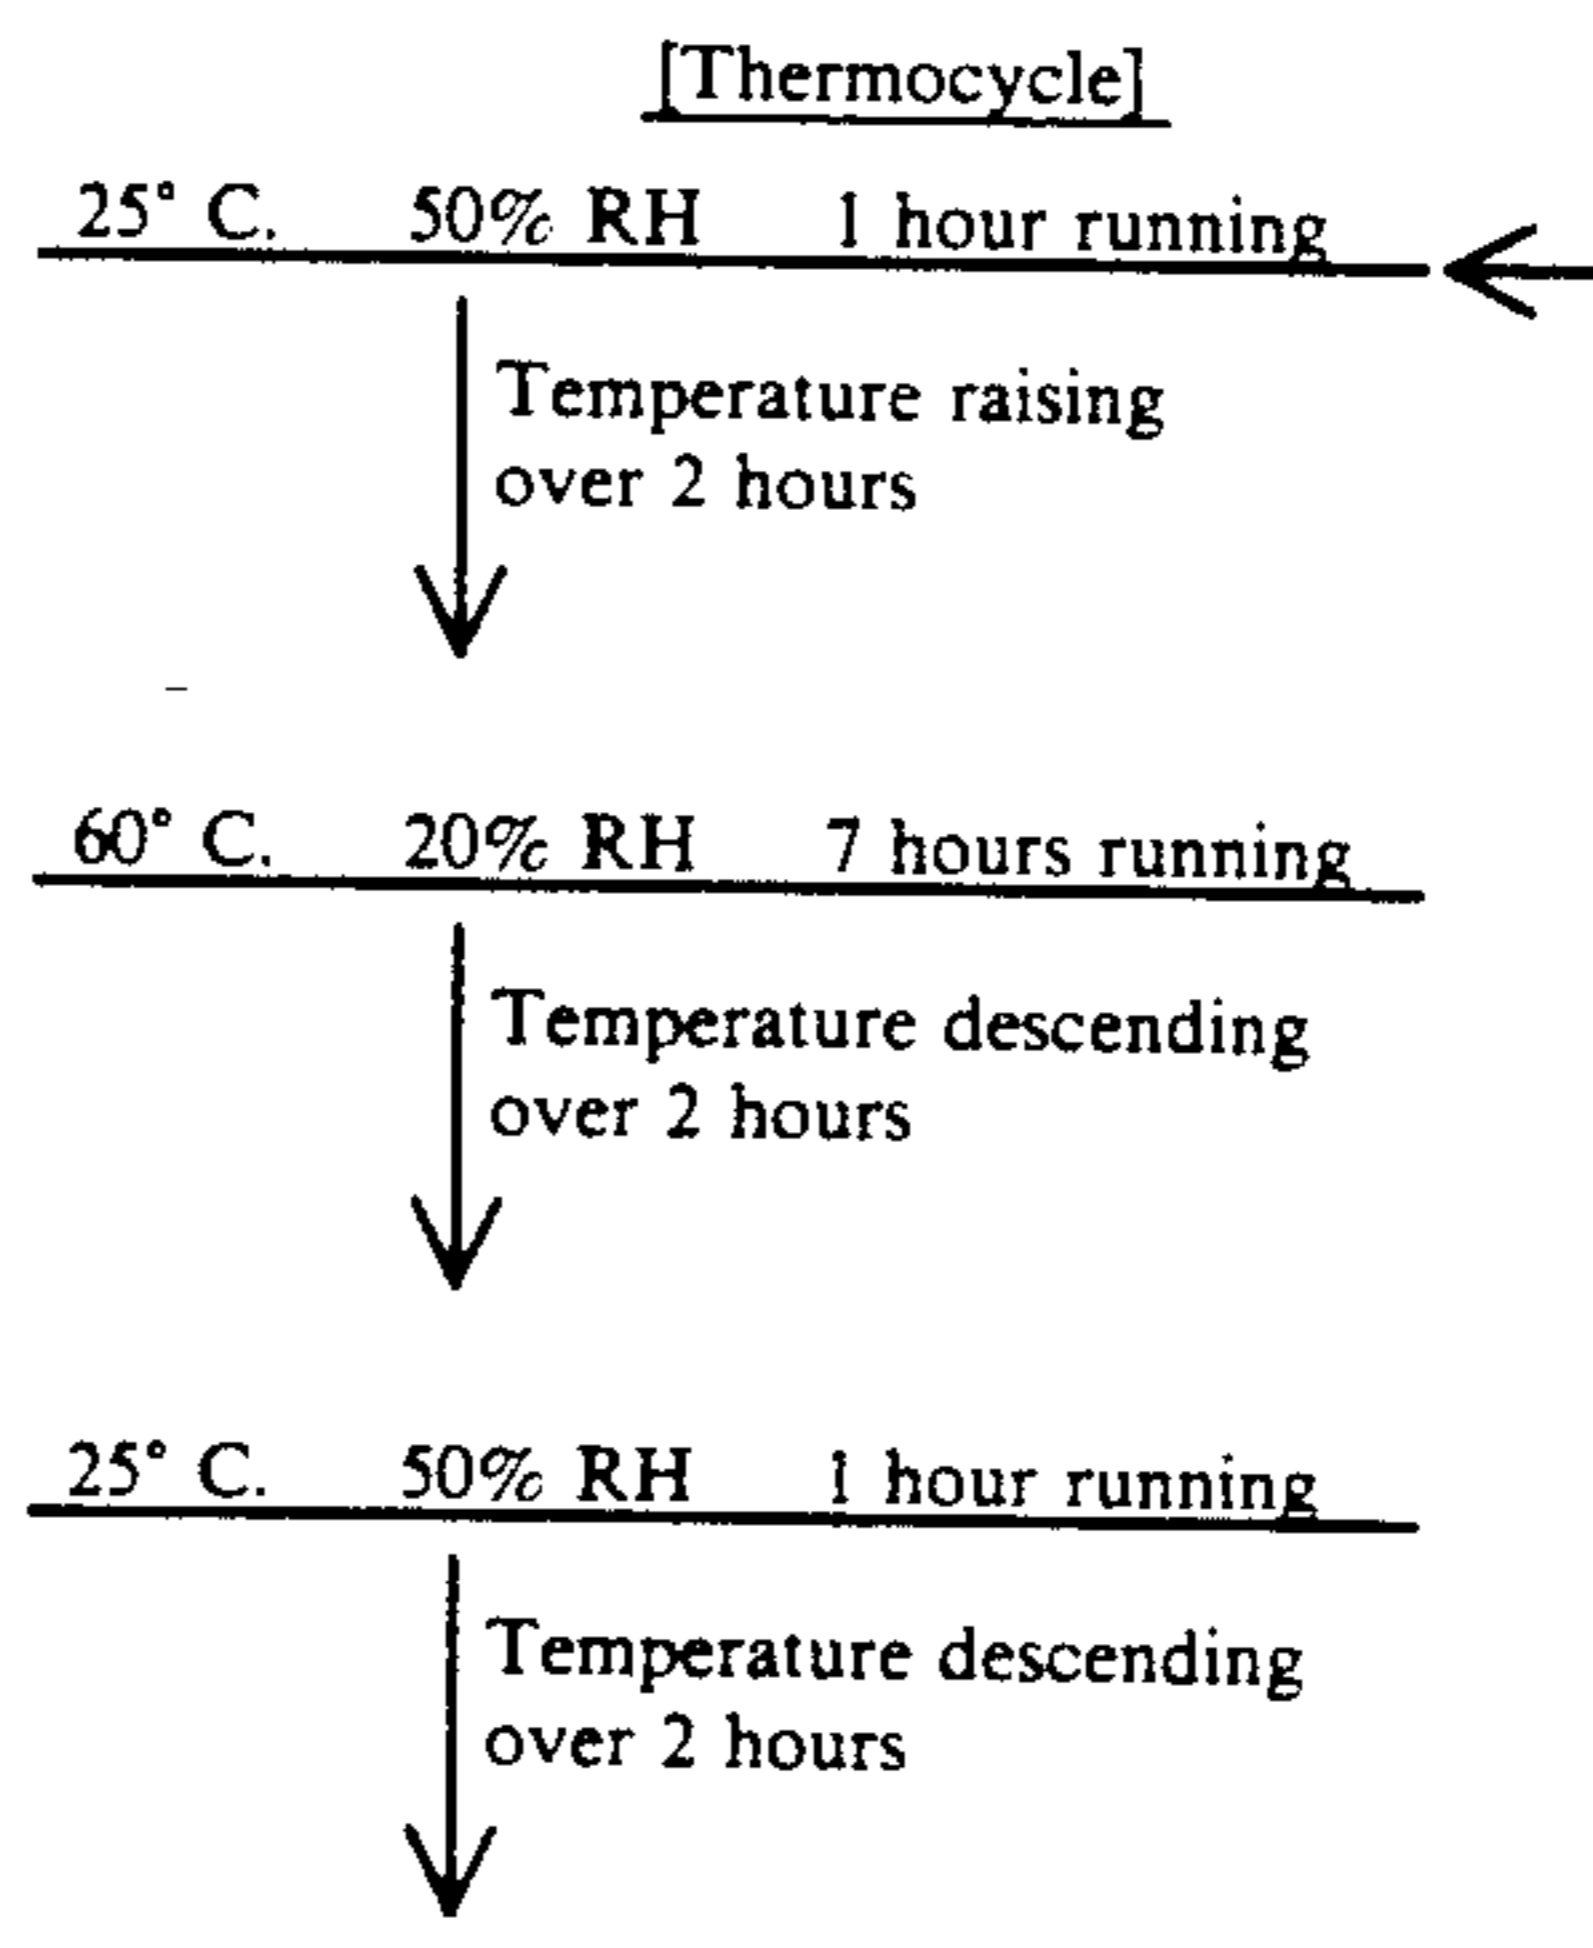 [Thermocycle]
25° C. 50% RH 1 hour running
Temperature raising
over 2 hours
60° C. 20% RH 7 hours running
Temperature descending
over 2 hours
25° C. 50% RH 1 hour running
Temperature descending
over 2 hours